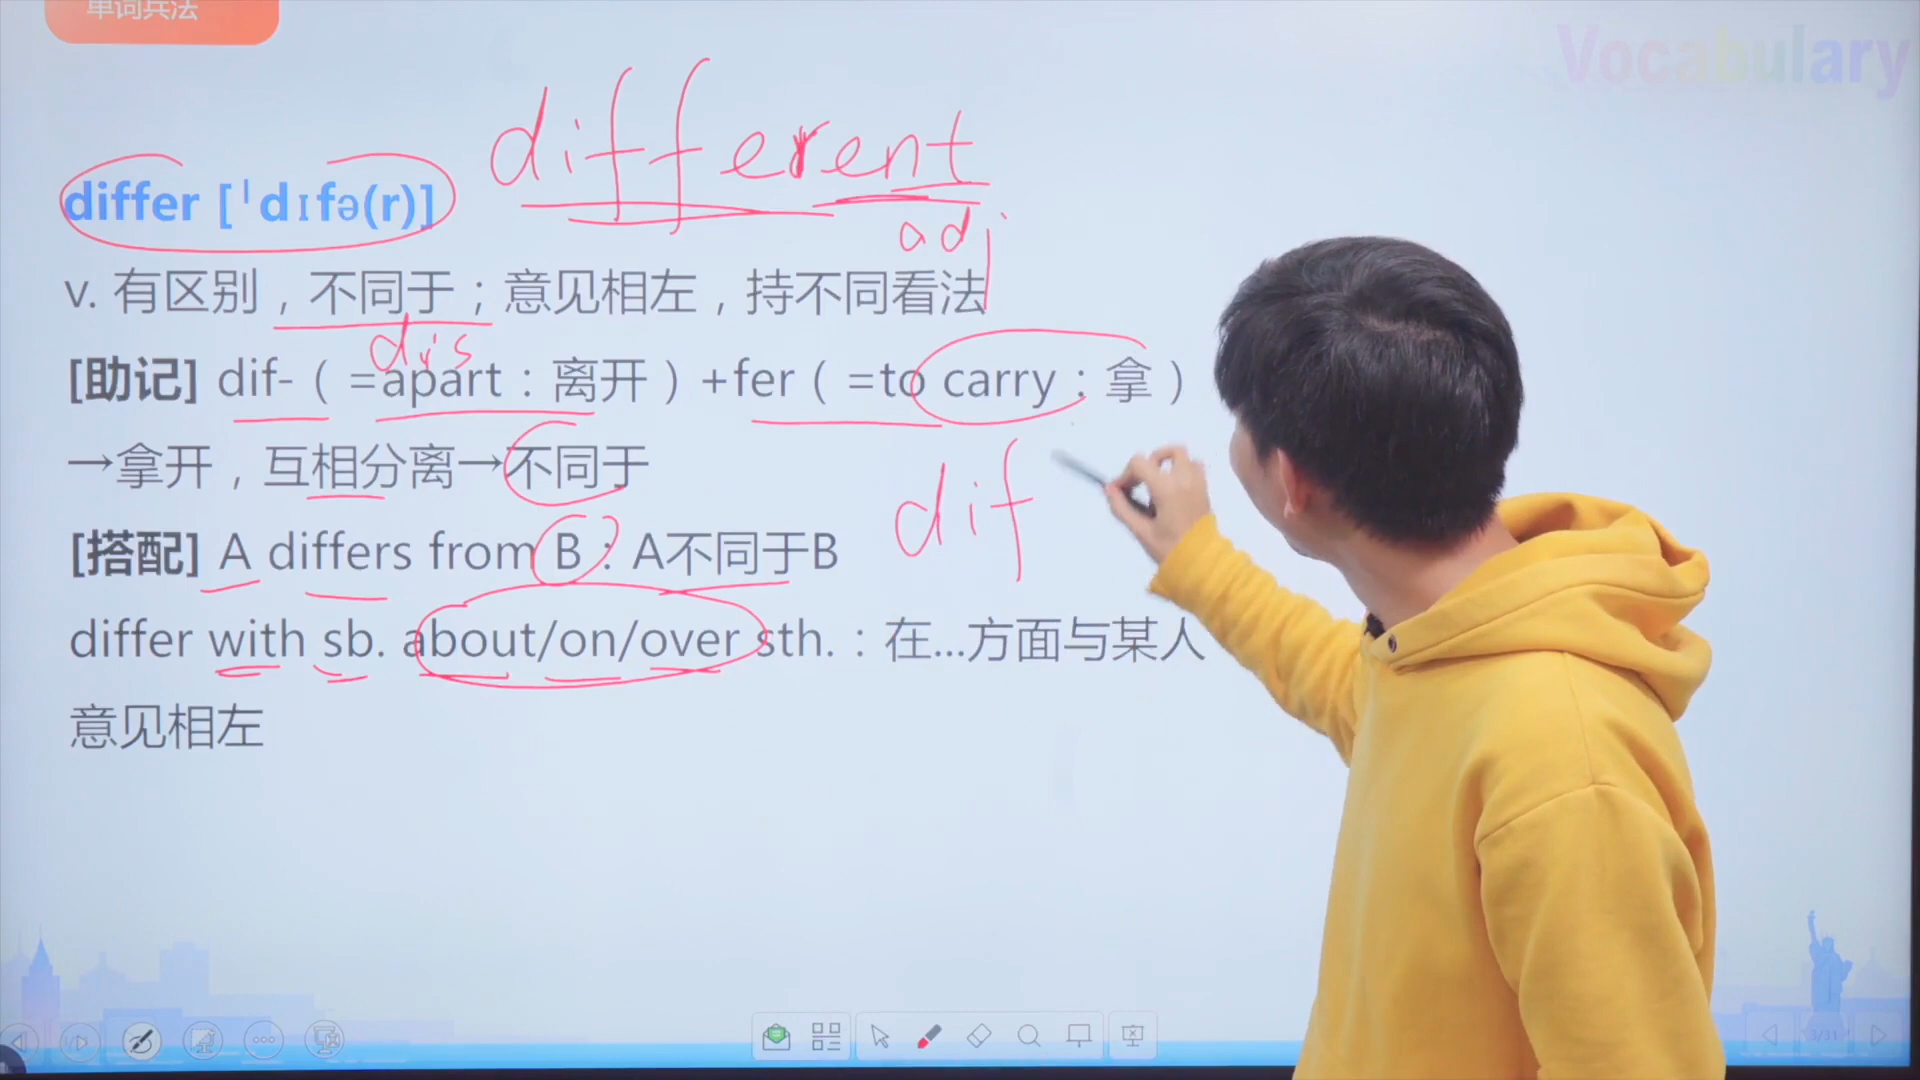 单词兵法
Vocabulary
different
differ [ˈdɪfə(r)]
adj
v. 有区别，不同于；意见相左，持不同看法
dis
[助记] dif-（=apart：离开）+fer（=to carry：拿）
→拿开，互相分离→不同于
dif
[搭配] A differs from B：A不同于B
differ with sb. about/on/over sth.：在...方面与某人
意见相左
3/31